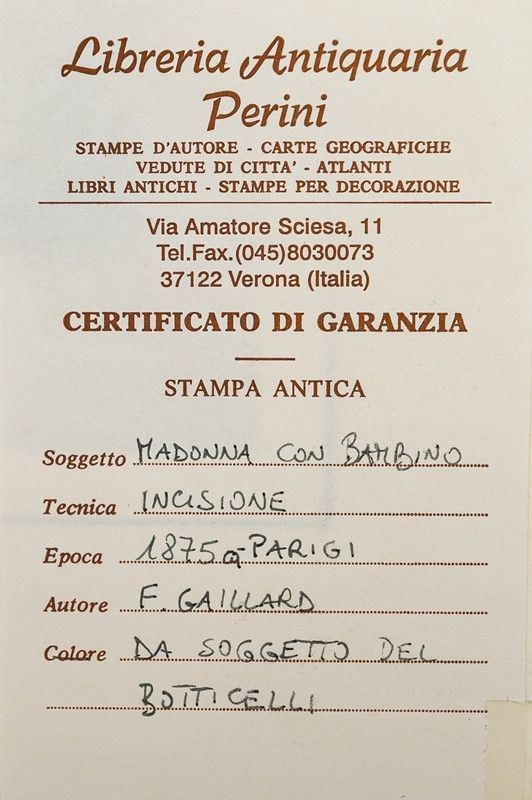 Libreria Antiquaria
Perini
STAMPE D'AUTORE - CARTE GEOGRAFICHE
VEDUTE DI CITTA' - ATLANTI
LIBRI ANTICHI - STAMPE PER DECORAZIONE
Via Amatore Sciesa, 11
Tel.Fax.(045)8030073
37122 Verona (Italia)
CERTIFICATO DI GARANZIA
STAMPA ANTICA
Soggetto MADONNA CON BAMBINO
Tecnica INCISIONE
Epoca 1875 a PARIGI
Autore F. GAILLARD
Colore DA SOGGETTO DEL
BOTTICELLI